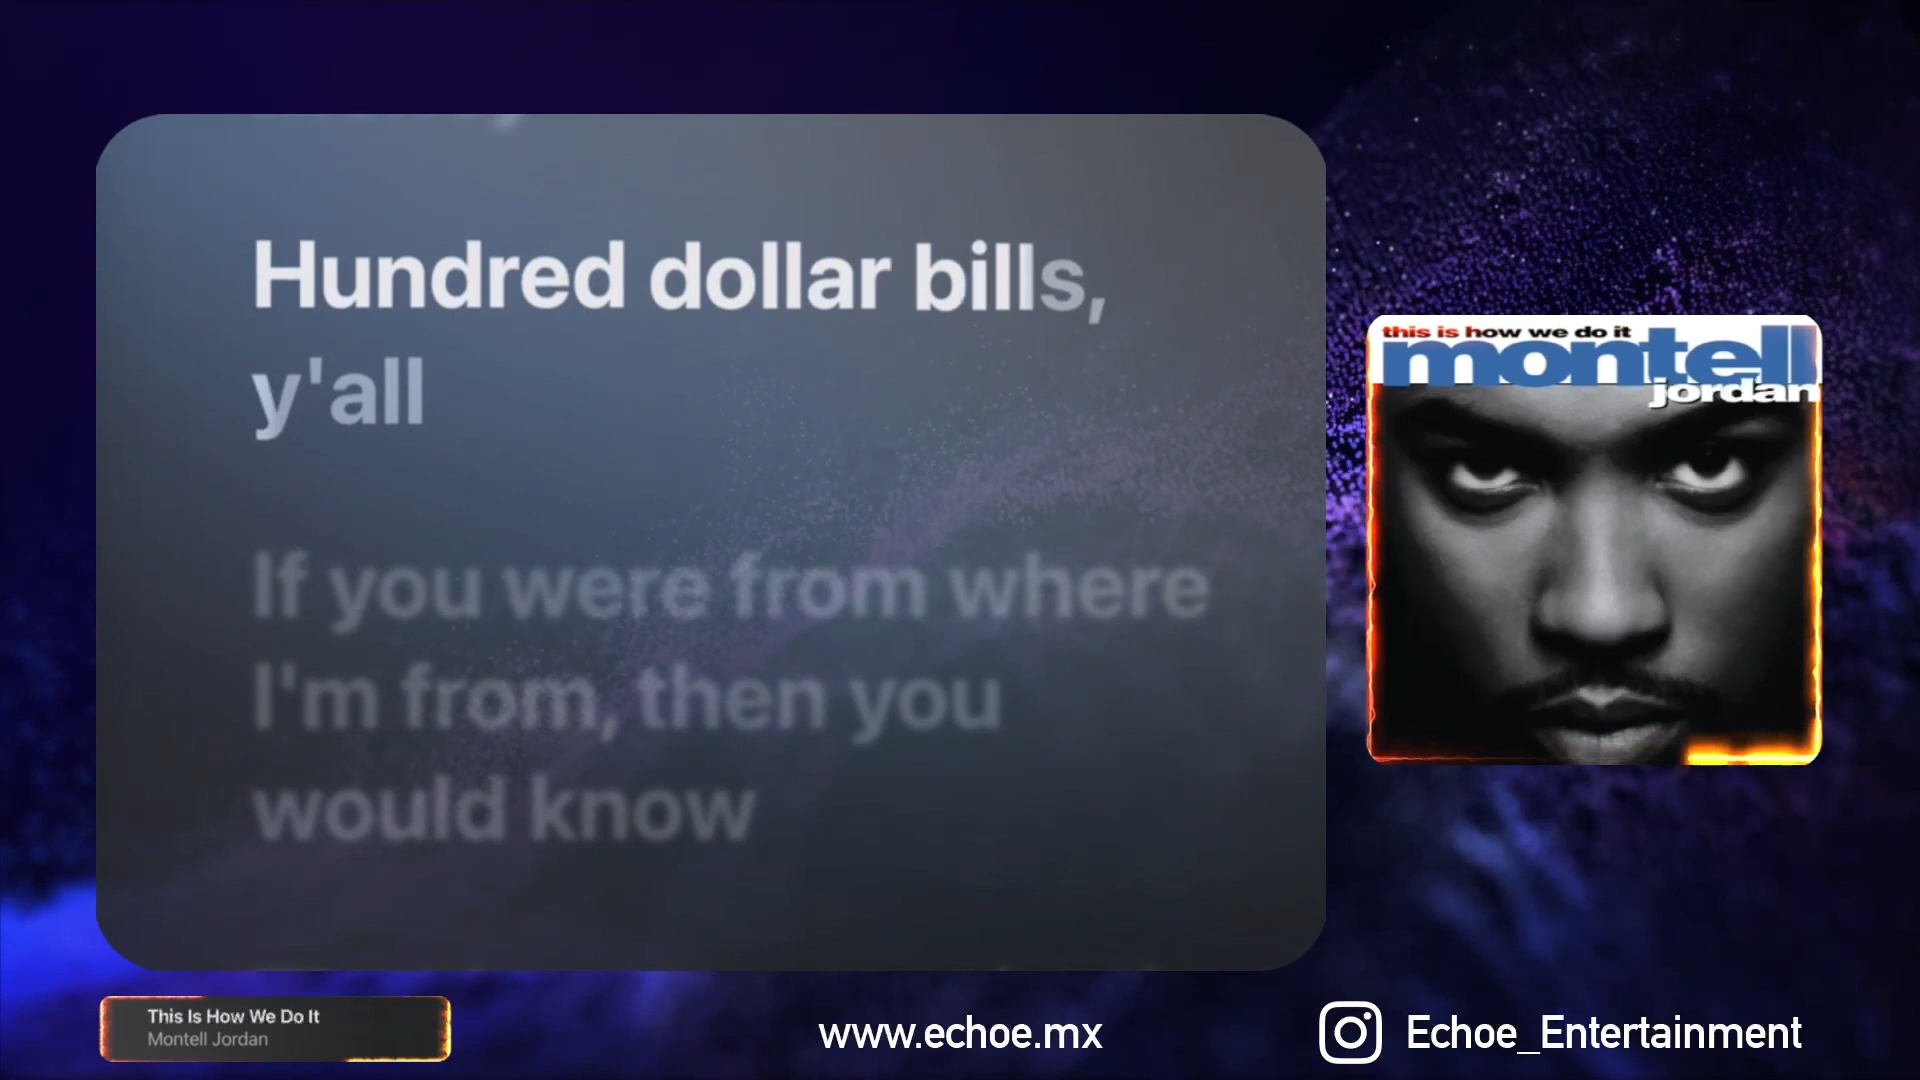 Hundred dollar bills,
y'all
If you were from where
I'm from, then you
would know
this is how we do it
montell
jordan
This Is How We Do It
Montell Jordan
www.echoe.mx
Echoe_Entertainment